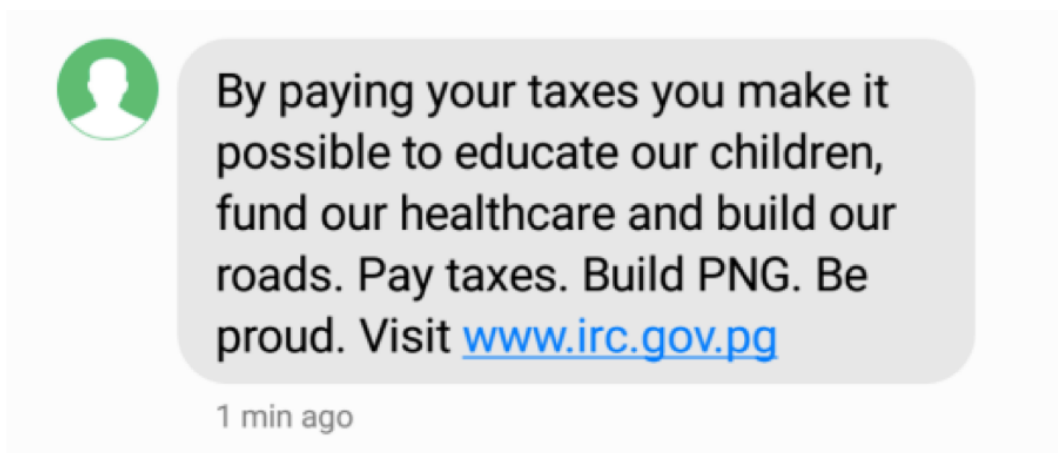 By paying your taxes you make it
possible to educate our children,
fund our healthcare and build our
roads. Pay taxes. Build PNG. Be
proud. Visit www.irc.gov.pg
1 min ago